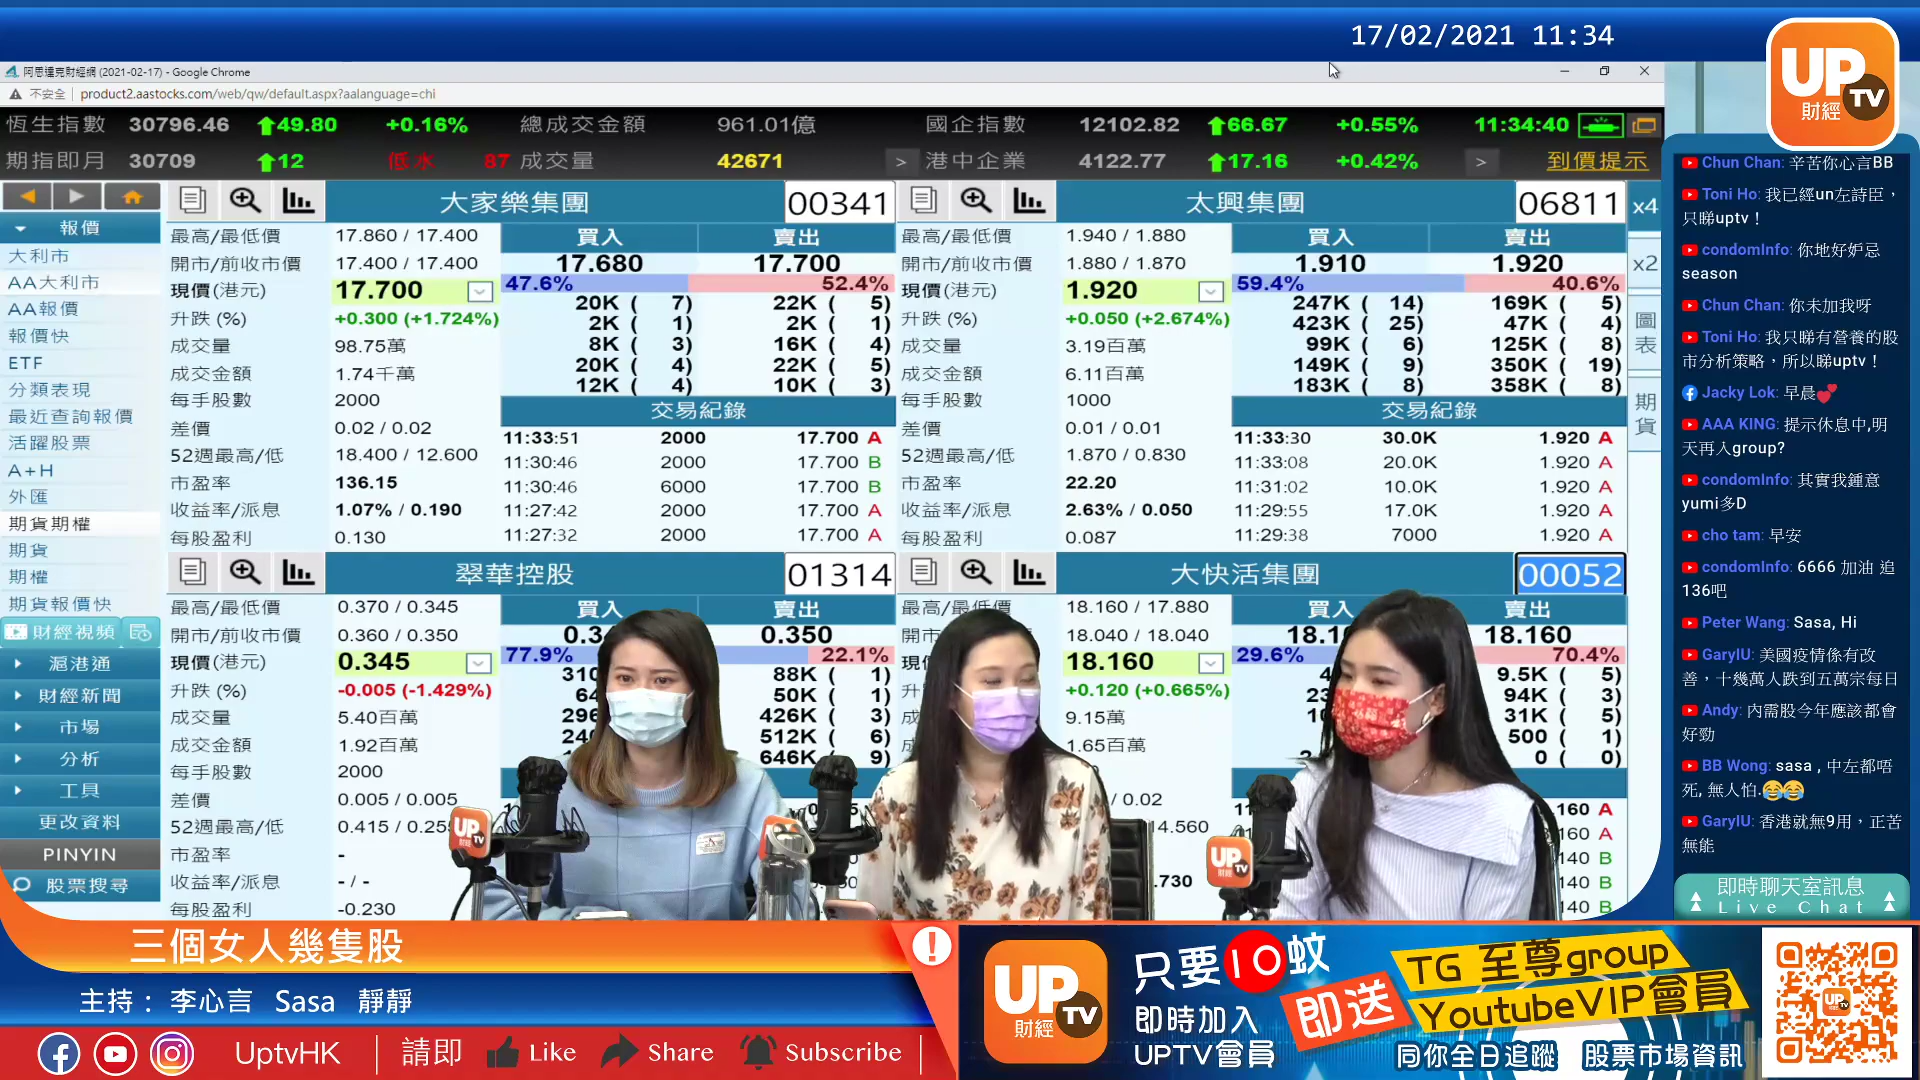 17/02/2021 11:34
UP TV 財經
阿思達克財經網 (2021-02-17) - Google Chrome
不安全 | product2.aastocks.com/web/qw/default.aspx?aalanguage=chi
恆生指數 30796.46 49.80 +0.16% 總成交金額 961.01億 國企指數 12102.82 66.67 +0.55% 11:34:40
期指即月 30709 12 低水 87 成交量 42671 > 港中企業 4122.77 17.16 +0.42% > 到價提示
報價
大利市
AA大利市
AA報價
報價快
ETF
分類表現
最近查詢報價
活躍股票
A+H
外匯
期貨期權
期貨
期權
期貨報價快
財經視頻
滬港通
財經新聞
市場
分析
工具
更改資料
PINYIN
股票搜尋
大家樂集團 00341
最高/最低價 17.860 / 17.400
開市/前收市價 17.400 / 17.400
現價(港元) 17.700
升跌 (%) +0.300 (+1.724%)
成交量 98.75萬
成交金額 1.74千萬
每手股數 2000
差價 0.02 / 0.02
52週最高/低 18.400 / 12.600
市盈率 136.15
收益率/派息 1.07% / 0.190
每股盈利 0.130
買入 賣出
17.680 17.700
47.6% 52.4%
20K ( 7) 22K ( 5)
2K ( 1) 2K ( 1)
8K ( 3) 16K ( 4)
20K ( 4) 22K ( 5)
12K ( 4) 10K ( 3)
交易紀錄
11:33:51 2000 17.700 A
11:30:46 2000 17.700 B
11:30:46 6000 17.700 B
11:27:42 2000 17.700 A
11:27:32 2000 17.700 A
太興集團 06811
最高/最低價 1.940 / 1.880
開市/前收市價 1.880 / 1.870
現價(港元) 1.920
升跌 (%) +0.050 (+2.674%)
成交量 3.19百萬
成交金額 6.11百萬
每手股數 1000
差價 0.01 / 0.01
52週最高/低 1.870 / 0.830
市盈率 22.20
收益率/派息 2.63% / 0.050
每股盈利 0.087
買入 賣出
1.910 1.920
59.4% 40.6%
247K ( 14) 169K ( 5)
423K ( 25) 47K ( 4)
99K ( 6) 125K ( 8)
149K ( 9) 350K ( 19)
183K ( 8) 358K ( 8)
交易紀錄
11:33:30 30.0K 1.920 A
11:33:08 20.0K 1.920 A
11:31:02 10.0K 1.920 A
11:29:55 17.0K 1.920 A
11:29:38 7000 1.920 A
x4
x2
圖表
期貨
翠華控股 01314
最高/最低價 0.370 / 0.345
開市/前收市價 0.360 / 0.350
現價(港元) 0.345
升跌 (%) -0.005 (-1.429%)
成交量 5.40百萬
成交金額 1.92百萬
每手股數 2000
差價 0.005 / 0.005
52週最高/低 0.415 /
市盈率 -
收益率/派息 - / -
每股盈利 -0.230
買入 賣出
0.350
77.9% 22.1%
88K ( 1)
50K ( 1)
426K ( 3)
512K ( 6)
646K ( 9)
大快活集團 00052
最高/最低價 18.160 / 17.880
18.040 / 18.040
18.160
+0.120 (+0.665%)
9.15萬
1.65百萬
/ 0.02
14.560
.730
買入 賣出
18.160
29.6% 70.4%
9.5K ( 5)
94K ( 3)
31K ( 5)
500 ( 1)
0 ( 0)
160 A
160 A
140 B
140 B
140 B
UP TV 財經
UP
UP TV 財經
Chun Chan: 辛苦你心言BB
Toni Ho: 我已經un左詩臣，
只睇uptv！
condomInfo: 你地好妒忌
season
Chun Chan: 你未加我呀
Toni Ho: 我只睇有營養的股
市分析策略，所以睇uptv！
Jacky Lok: 早晨💕
AAA KING: 提示休息中,明
天再入group?
condomInfo: 其實我鍾意
yumi多D
cho tam: 早安
condomInfo: 6666 加油 追
136吧
Peter Wang: Sasa, Hi
GaryIU: 美國疫情係有改
善，十幾萬人跌到五萬宗每日
Andy: 內需股今年應該都會
好勁
BB Wong: sasa , 中左都唔
死, 無人怕.😂😂
GaryIU: 香港就無9用，正苦
無能
即時聊天室訊息
Live Chat
三個女人幾隻股
主持： 李心言 Sasa 靜靜
UptvHK | 請即 Like Share Subscribe |
!
UP TV 財經
只要10蚊
即時加入
UPTV會員
即送
TG 至尊group
YoutubeVIP會員
同你全日追蹤 股票市場資訊
UP TV